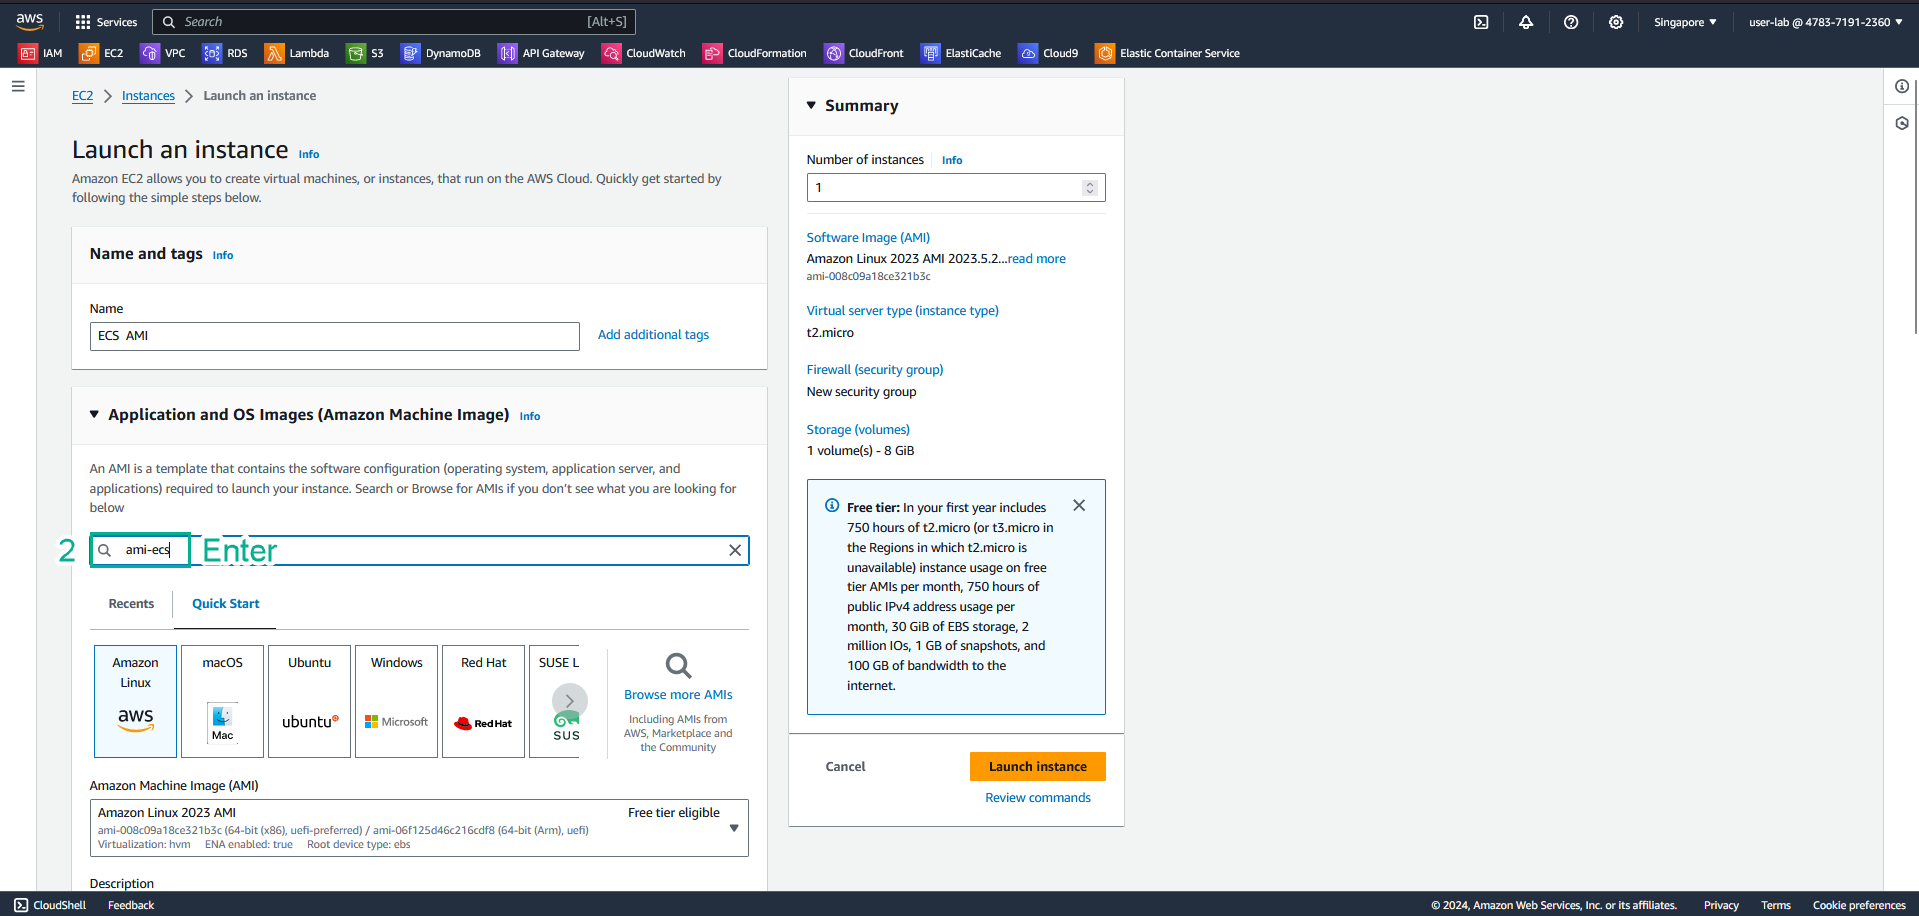 aws
Services
Search
[Alt+S]
Singapore
user-lab @ 4783-7191-2360
IAM
EC2
VPC
RDS
Lambda
S3
DynamoDB
API Gateway
CloudWatch
CloudFormation
CloudFront
ElastiCache
Cloud9
Elastic Container Service
EC2
Instances
Launch an instance
Launch an instance Info
Amazon EC2 allows you to create virtual machines, or instances, that run on the AWS Cloud. Quickly get started by
following the simple steps below.
Name and tags Info
Name
ECS AMI
Add additional tags
Application and OS Images (Amazon Machine Image) Info
An AMI is a template that contains the software configuration (operating system, application server, and
applications) required to launch your instance. Search or Browse for AMIs if you don't see what you are looking for
below
2
ami-ecs
Enter
Recents
Quick Start
Amazon
Linux
aws
macOS
Mac
Ubuntu
ubuntu
Windows
Microsoft
Red Hat
Red Hat
SUSE L
SUS
Browse more AMIs
Including AMIs from
AWS, Marketplace and
the Community
Amazon Machine Image (AMI)
Amazon Linux 2023 AMI
Free tier eligible
ami-008c09a18ce321b3c (64-bit (x86), uefi-preferred) / ami-06f125d46c216cdf8 (64-bit (Arm), uefi)
Virtualization: hvm ENA enabled: true Root device type: ebs
Description
Summary
Number of instances Info
1
Software Image (AMI)
Amazon Linux 2023 AMI 2023.5.2...read more
ami-008c09a18ce321b3c
Virtual server type (instance type)
t2.micro
Firewall (security group)
New security group
Storage (volumes)
1 volume(s) - 8 GiB
Free tier: In your first year includes
750 hours of t2.micro (or t3.micro in
the Regions in which t2.micro is
unavailable) instance usage on free
tier AMIs per month, 750 hours of
public IPv4 address usage per
month, 30 GiB of EBS storage, 2
million IOs, 1 GB of snapshots, and
100 GB of bandwidth to the
internet.
Cancel
Launch instance
Review commands
CloudShell
Feedback
© 2024, Amazon Web Services, Inc. or its affiliates.
Privacy
Terms
Cookie preferences